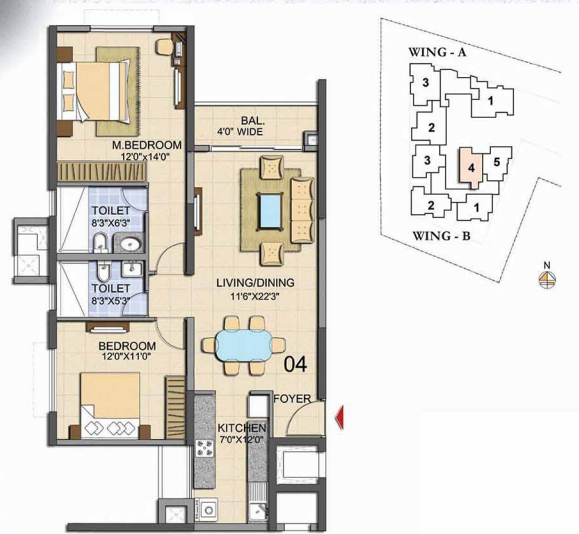 M.BEDROOM
12'0"x14'0"
BAL.
4'0" WIDE
TOILET
8'3"X6'3"
TOILET
8'3"X5'3"
LIVING/DINING
11'6"X22'3"
BEDROOM
12'0"X11'0"
04
FOYER
KITCHEN
7'0"X12'0"
WING - A
3
1
2
3
4
5
2
1
WING - B
N